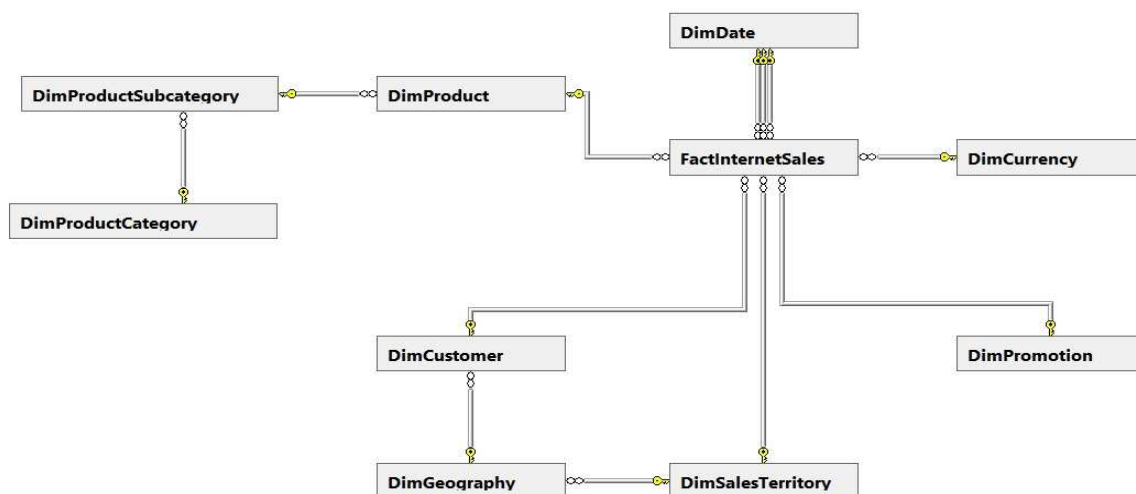 DimDate
DimProductSubcategory
DimProduct
FactInternetSales
DimCurrency
DimProductCategory
DimCustomer
DimPromotion
DimGeography
DimSalesTerritory